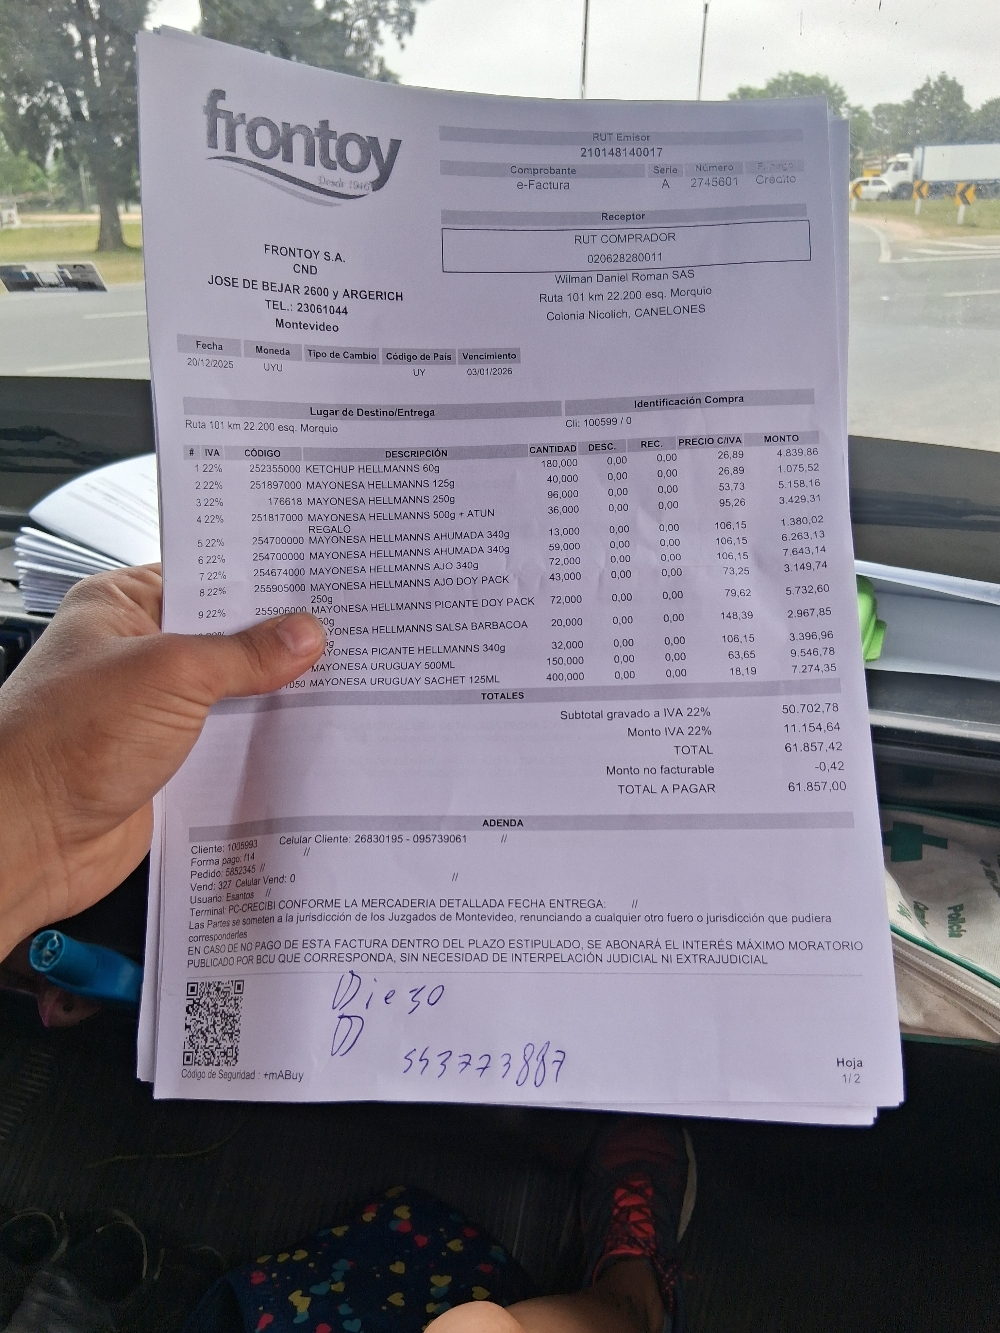 frontoy
Desde 1946
RUT Emisor
210148140017
Comprobante Serie Número
e-Factura A 2745601 Crédito
Receptor
RUT COMPRADOR
020628280011
Wilman Daniel Roman SAS
Ruta 101 km 22.200 esq. Morquio
Colonia Nicolich, CANELONES
FRONTOY S.A.
CND
JOSE DE BEJAR 2600 y ARGERICH
TEL.: 23061044
Montevideo
Fecha Moneda Tipo de Cambio Código de País Vencimiento
20/12/2025 UYU UY 03/01/2026
Lugar de Destino/Entrega Identificación Compra
Ruta 101 km 22.200 esq. Morquio Cli: 100599 / 0
# IVA CÓDIGO DESCRIPCIÓN CANTIDAD DESC. REC. PRECIO C/IVA MONTO
1 22% 252355000 KETCHUP HELLMANNS 60g 180,000 0,00 0,00 26,89 4.839,86
2 22% 251897000 MAYONESA HELLMANNS 125g 40,000 0,00 0,00 26,89 1.075,52
3 22% 176618 MAYONESA HELLMANNS 250g 96,000 0,00 0,00 53,73 5.158,16
4 22% 251817000 MAYONESA HELLMANNS 500g + ATUN 36,000 0,00 0,00 95,26 3.429,31
REGALO
5 22% 254700000 MAYONESA HELLMANNS AHUMADA 340g 13,000 0,00 0,00 106,15 1.380,02
6 22% 254700000 MAYONESA HELLMANNS AHUMADA 340g 59,000 0,00 0,00 106,15 6.263,13
7 22% 254674000 MAYONESA HELLMANNS AJO 340g 72,000 0,00 0,00 106,15 7.643,14
8 22% 255905000 MAYONESA HELLMANNS AJO DOY PACK 43,000 0,00 0,00 73,25 3.149,74
250g
9 22% 255906000 MAYONESA HELLMANNS PICANTE DOY PACK 72,000 0,00 0,00 79,62 5.732,60
HELLMANNS SALSA BARBACOA 20,000 0,00 0,00 148,39 2.967,85
PICANTE HELLMANNS 340g 32,000 0,00 0,00 106,15 3.396,96
MAYONESA URUGUAY 500ML 150,000 0,00 0,00 63,65 9.546,78
MAYONESA URUGUAY SACHET 125ML 400,000 0,00 0,00 18,19 7.274,35
TOTALES
Subtotal gravado a IVA 22% 50.702,78
Monto IVA 22% 11.154,64
TOTAL 61.857,42
Monto no facturable -0,42
TOTAL A PAGAR 61.857,00
ADENDA
Cliente: 1005993 Celular Cliente: 26830195 - 095739061 //
Forma pago: f14 //
Pedido: 5852345 //
Vend: 327 Celular Vend: 0 //
Usuario: Esantos //
Terminal: PC-CRECIBI CONFORME LA MERCADERIA DETALLADA FECHA ENTREGA: //
Las Partes se someten a la jurisdicción de los Juzgados de Montevideo, renunciando a cualquier otro fuero o jurisdicción que pudiera
corresponderles
EN CASO DE NO PAGO DE ESTA FACTURA DENTRO DEL PLAZO ESTIPULADO, SE ABONARÁ EL INTERÉS MÁXIMO MORATORIO
PUBLICADO POR BCU QUE CORRESPONDA, SIN NECESIDAD DE INTERPELACIÓN JUDICIAL NI EXTRAJUDICIAL
Diego
Código de Seguridad : +mABuy
Hoja
1/2
Policía